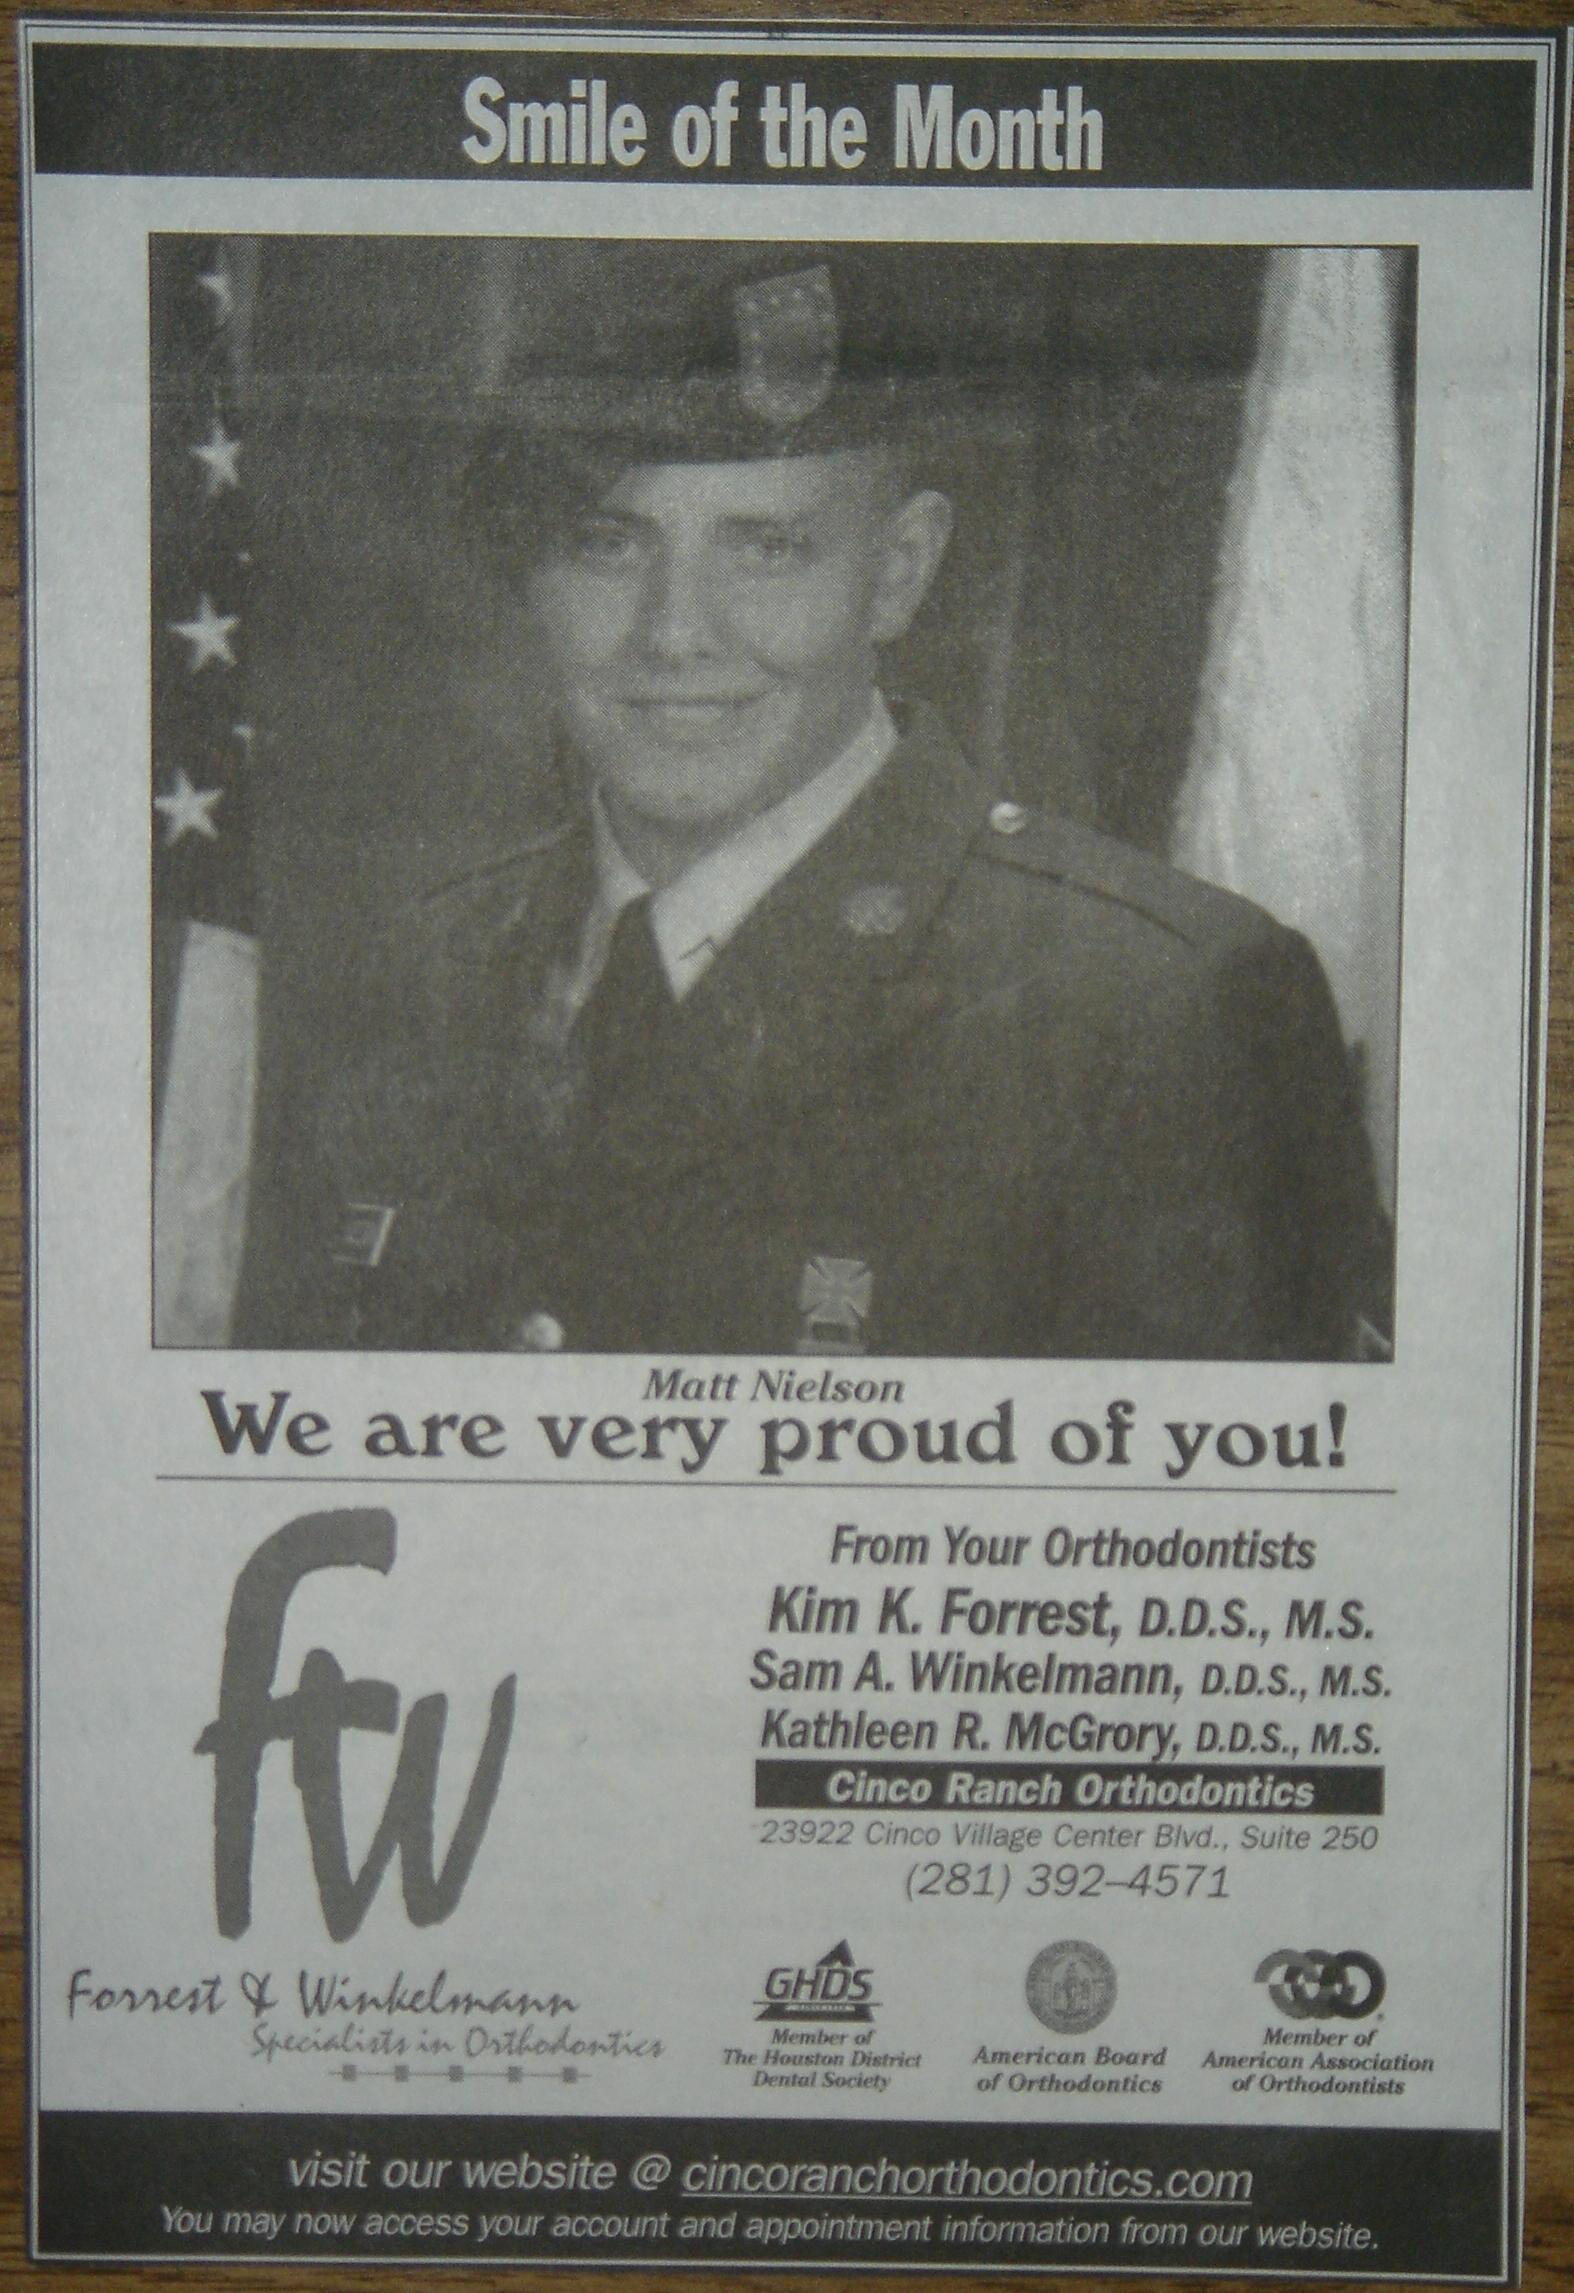 Smile of the Month
Matt Nielson
We are very proud of you!
fw
Forrest & Winkelmann
Specialists in Orthodontics
From Your Orthodontists
Kim K. Forrest, D.D.S., M.S.
Sam A. Winkelmann, D.D.S., M.S.
Kathleen R. McGrory, D.D.S., M.S.
Cinco Ranch Orthodontics
23922 Cinco Village Center Blvd., Suite 250
(281) 392–4571
GHDS
Member of
The Houston District
Dental Society
American Board
of Orthodontics
Member of
American Association
of Orthodontists
visit our website @ cincoranchorthodontics.com
You may now access your account and appointment information from our website.